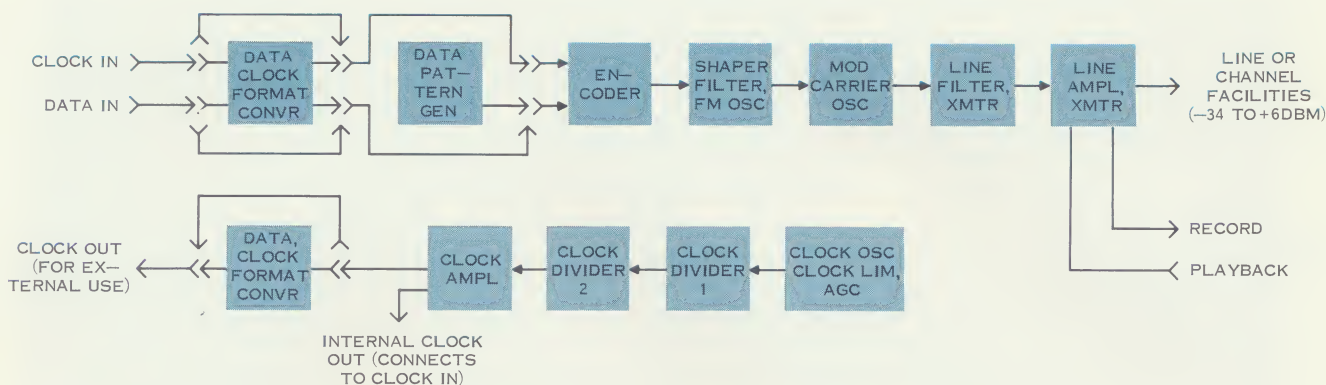 CLOCK IN
DATA IN
DATA
CLOCK
FORMAT
CONVR
DATA
PAT-
TERN
GEN
EN-
CODER
SHAPER
FILTER,
FM OSC
MOD
CARRIER
OSC
LINE
FILTER,
XMTR
LINE
AMPL,
XMTR
LINE OR
CHANNEL
FACILITIES
(—34 TO +6DBM)
RECORD
PLAYBACK
CLOCK OUT
(FOR EX-
TERNAL USE)
DATA,
CLOCK
FORMAT
CONVR
CLOCK
AMPL
CLOCK
DIVIDER
2
CLOCK
DIVIDER
1
CLOCK OSC
CLOCK LIM,
AGC
INTERNAL CLOCK
OUT (CONNECTS
TO CLOCK IN)